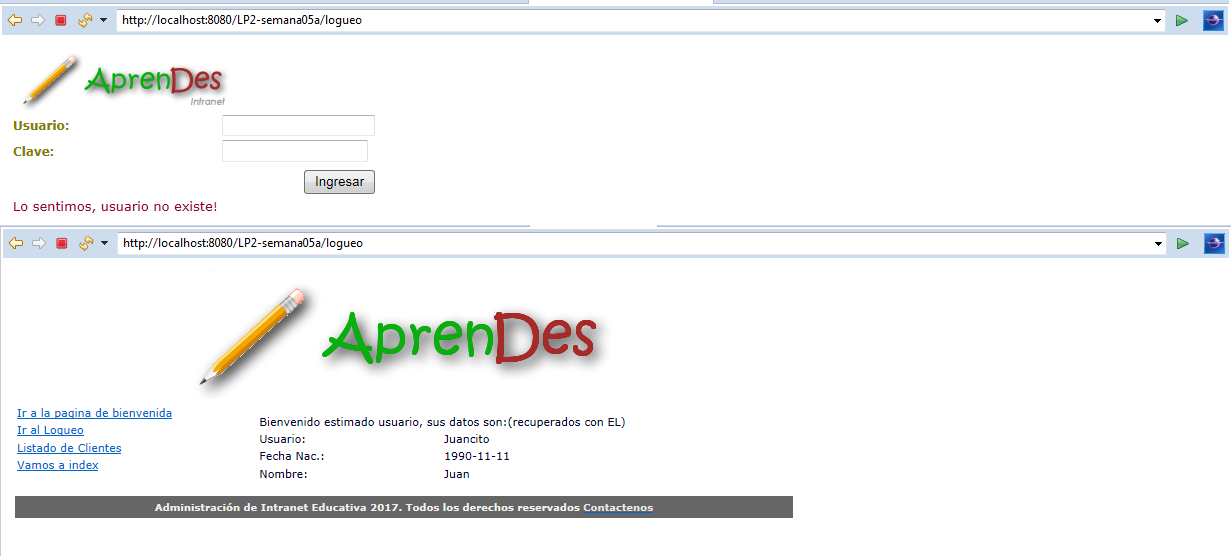 http://localhost:8080/LP2-semana05a/logueo
AprenDes
Intranet
Usuario:
Clave:
Ingresar
Lo sentimos, usuario no existe!
http://localhost:8080/LP2-semana05a/logueo
AprenDes
Ir a la pagina de bienvenida
Ir al Logueo
Listado de Clientes
Vamos a index
Bienvenido estimado usuario, sus datos son:(recuperados con EL)
Usuario: Juancito
Fecha Nac.: 1990-11-11
Nombre: Juan
Administración de Intranet Educativa 2017. Todos los derechos reservados Contactenos